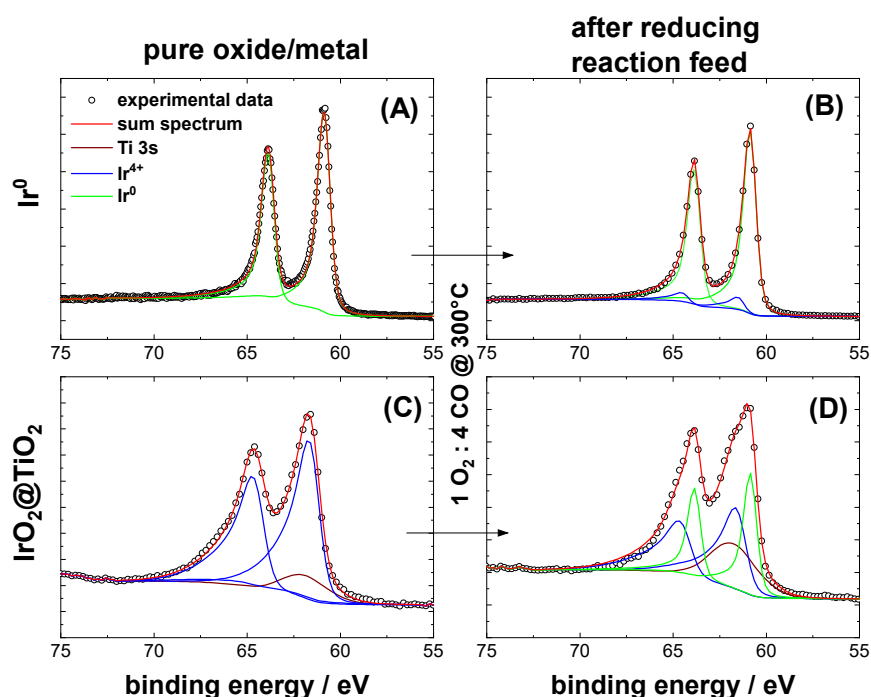 pure oxide/metal
after reducing
reaction feed
experimental data
sum spectrum
Ti 3s
Ir⁴⁺
Ir⁰
(A)
(B)
Ir⁰
75 70 65 60 55
75 70 65 60 55
1 O₂ : 4 CO @ 300°C
(C)
(D)
IrO₂@TiO₂
75 70 65 60 55
75 70 65 60 55
binding energy / eV
binding energy / eV